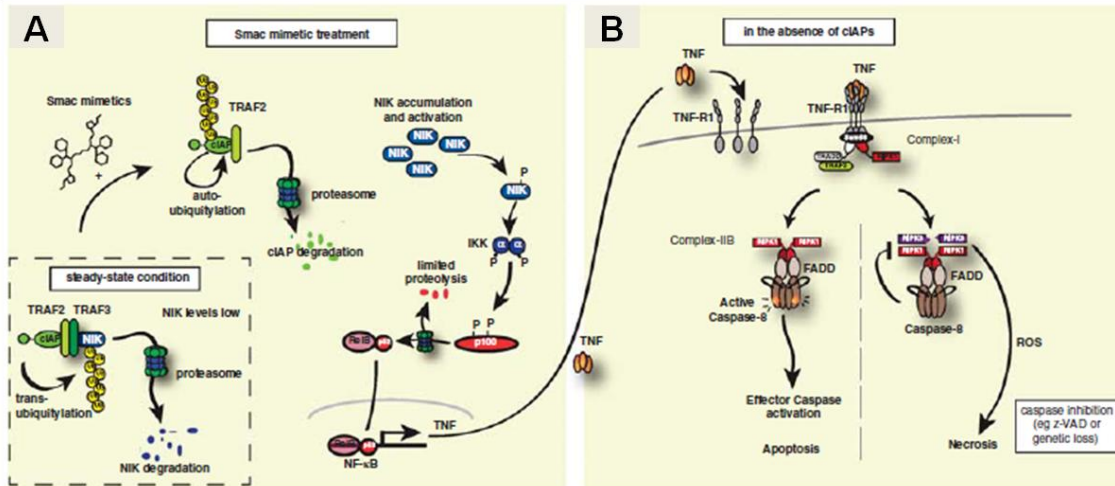 A
Smac mimetic treatment
Smac mimetics
+
TRAF2
cIAP
auto-
ubiquitylation
proteasome
cIAP degradation
NIK accumulation
and activation
NIK
NIK
NIK
NIK
P
NIK
IKK
α α
P P
limited
proteolysis
P P
p100
RelB
TNF
NF-κB
steady-state condition
TRAF2 TRAF3
NIK levels low
cIAP
NIK
trans-
ubiquitylation
proteasome
NIK degradation
TNF
B
in the absence of cIAPs
TNF
TNF-R1
TNF
TNF-R1
Complex-I
TRAF2
Complex-IIB
RIPK1 RIPK1
FADD
Active
Caspase-8
Effector Caspase
activation
Apoptosis
RIPK1 RIPK1
FADD
Caspase-8
ROS
Necrosis
caspase inhibition
(eg z-VAD or
genetic loss)